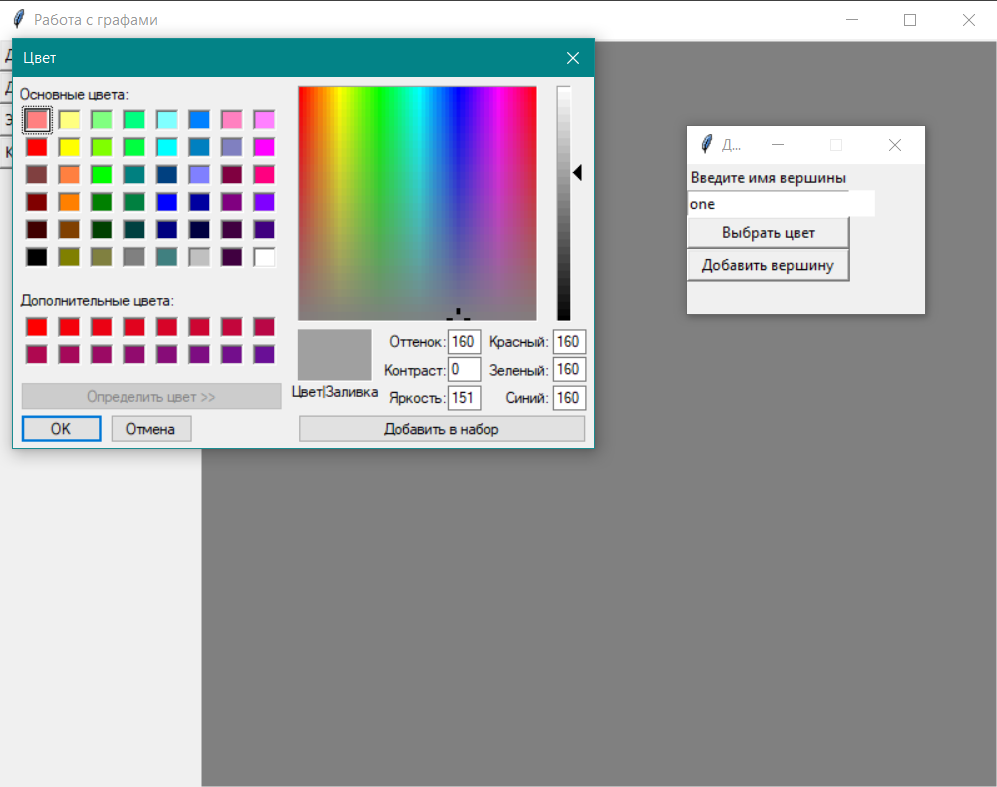 Работа с графами
Цвет
Основные цвета:
Дополнительные цвета:
Определить цвет >>
OK
Отмена
Цвет|Заливка
Оттенок: 160
Контраст: 0
Яркость: 151
Красный: 160
Зеленый: 160
Синий: 160
Добавить в набор
Д...
Введите имя вершины
one
Выбрать цвет
Добавить вершину